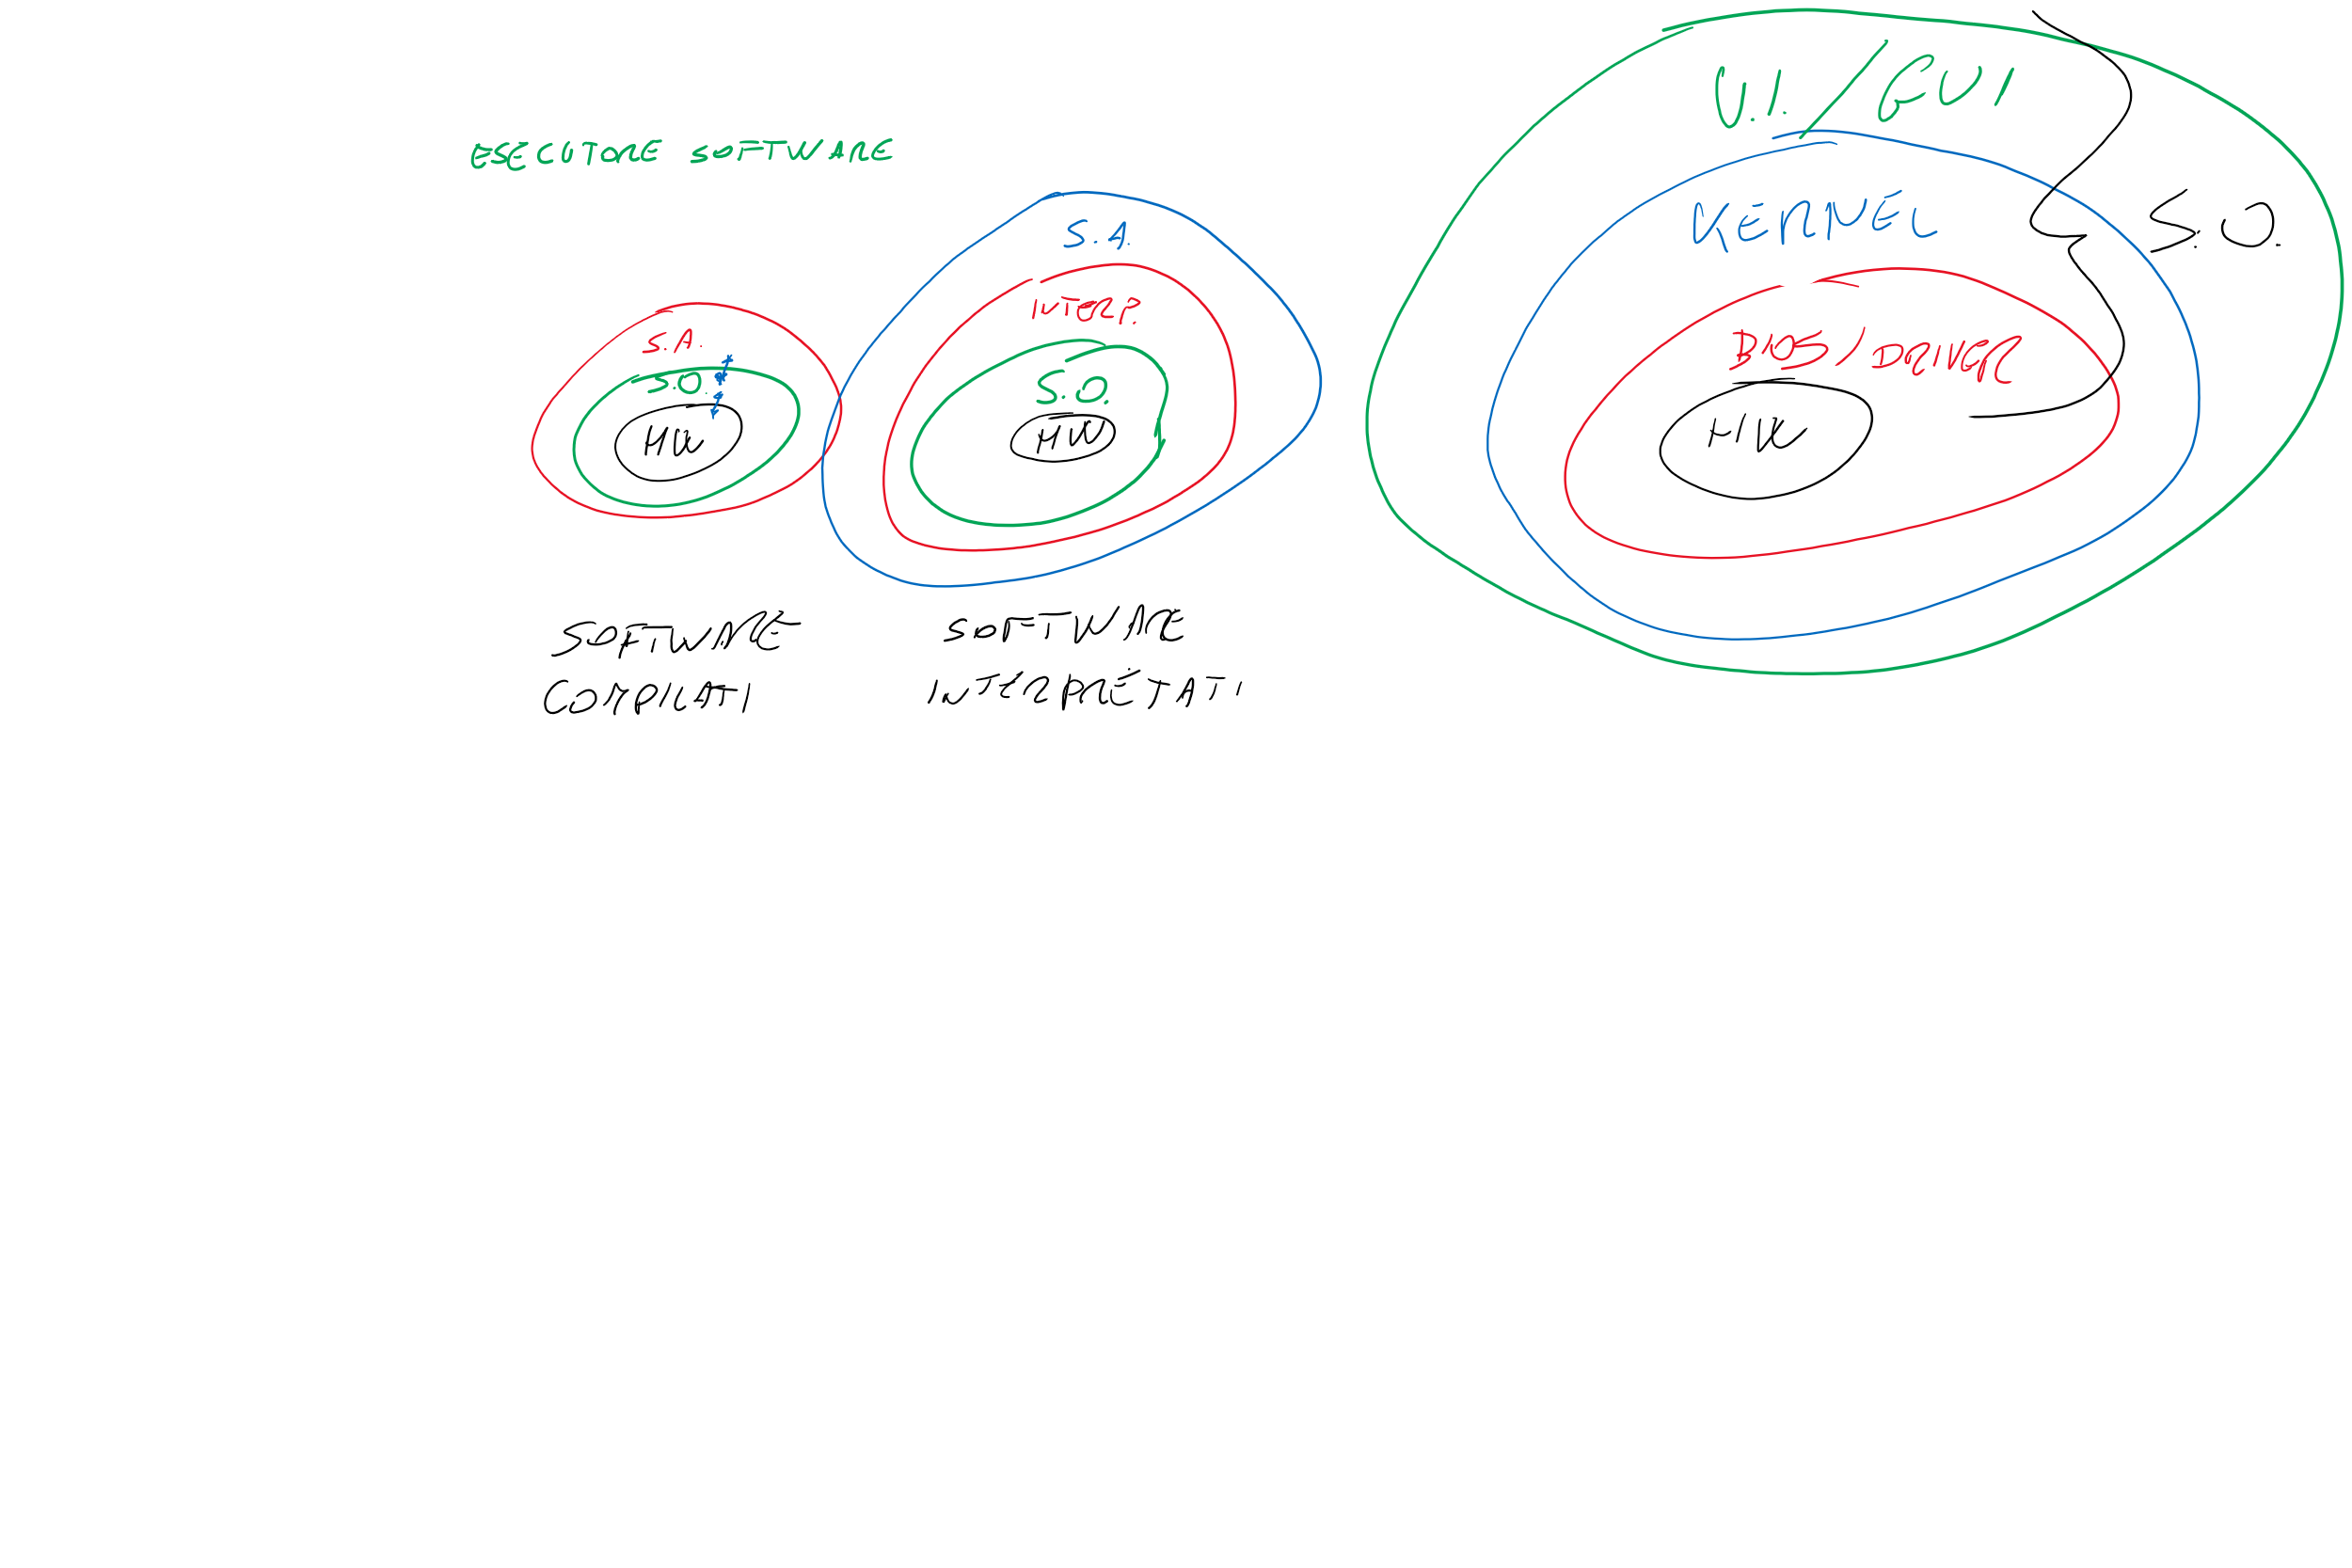 ESECUTORE SOFTWARE
S.A.
S.O.
HW
SOFTWARE
COMPILATI
S.A.
INTERP.
S.O.
HW
SOFTWARE
INTERPRETATI
U.I./GUI
KERNEL
S.O.
BIOS/DRIVER
HW